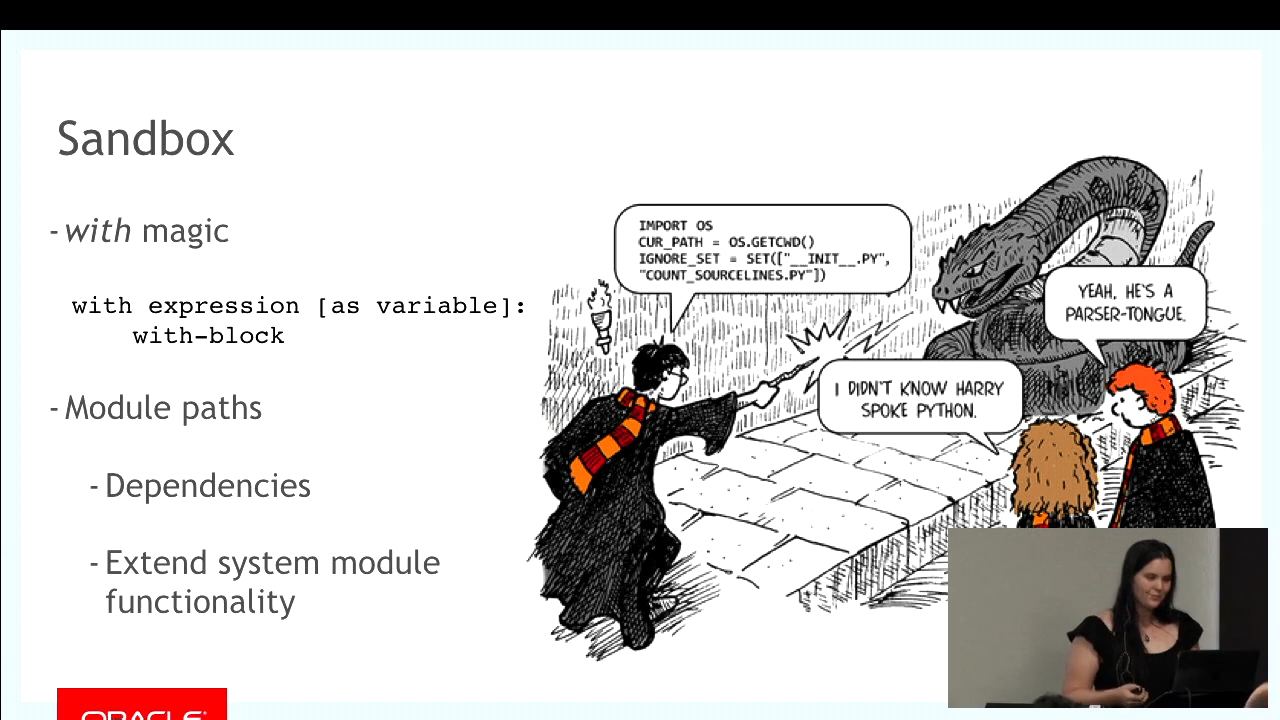 Sandbox
- with magic
with expression [as variable]:
with-block
- Module paths
- Dependencies
- Extend system module
functionality
IMPORT OS
CUR_PATH = OS.GETCWD()
IGNORE_SET = SET(["__INIT__.PY",
"COUNT_SOURCELINES.PY"])
YEAH, HE'S A
PARSER-TONGUE.
I DIDN'T KNOW HARRY
SPOKE PYTHON.
ORACLE